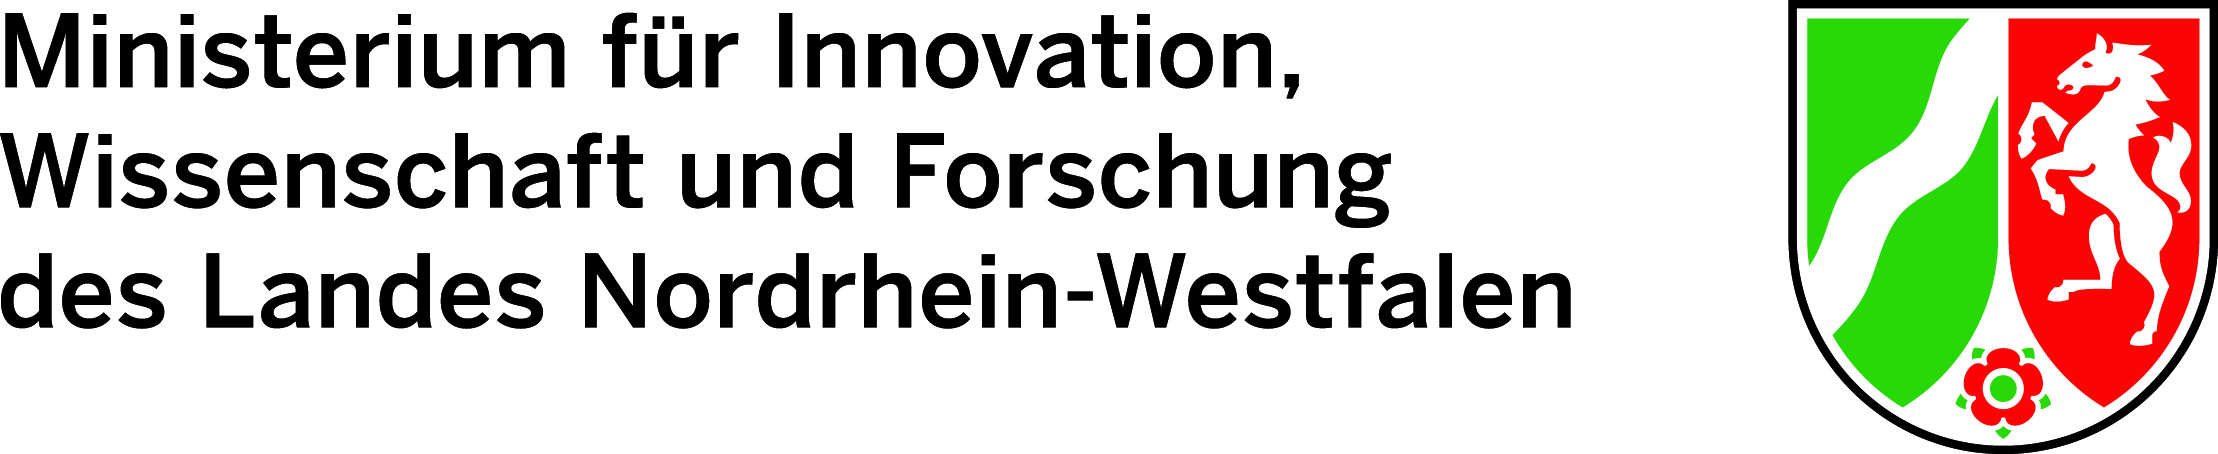 Ministerium für Innovation,
Wissenschaft und Forschung
des Landes Nordrhein-Westfalen